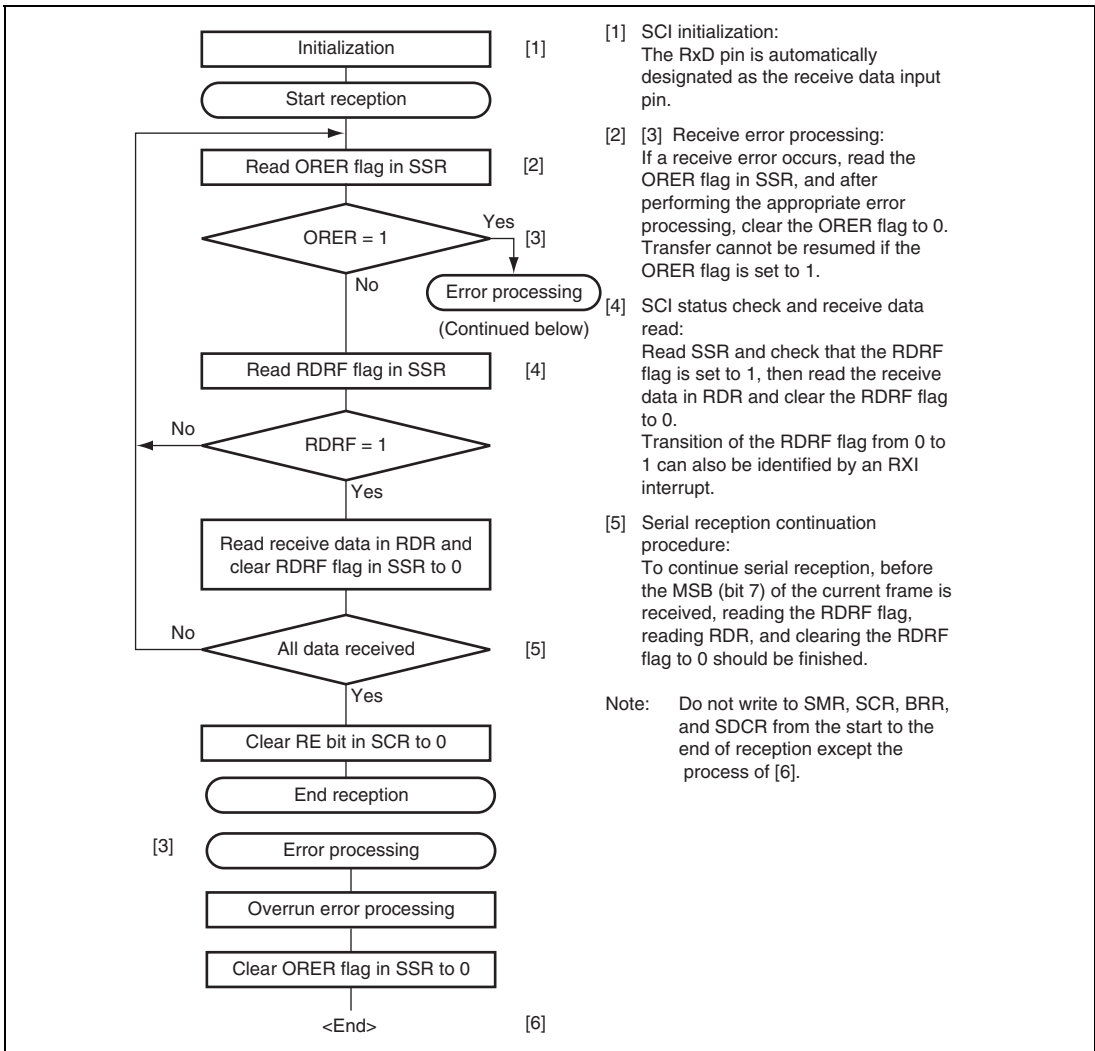 Initialization [1]
Start reception
Read ORER flag in SSR [2]
Yes
ORER = 1 [3]
No
Error processing
(Continued below)
Read RDRF flag in SSR [4]
No
RDRF = 1
Yes
Read receive data in RDR and
clear RDRF flag in SSR to 0
No
All data received [5]
Yes
Clear RE bit in SCR to 0
End reception
[3] Error processing
Overrun error processing
Clear ORER flag in SSR to 0
<End> [6]
[1] SCI initialization:
The RxD pin is automatically
designated as the receive data input
pin.
[2] [3] Receive error processing:
If a receive error occurs, read the
ORER flag in SSR, and after
performing the appropriate error
processing, clear the ORER flag to 0.
Transfer cannot be resumed if the
ORER flag is set to 1.
[4] SCI status check and receive data
read:
Read SSR and check that the RDRF
flag is set to 1, then read the receive
data in RDR and clear the RDRF flag
to 0.
Transition of the RDRF flag from 0 to
1 can also be identified by an RXI
interrupt.
[5] Serial reception continuation
procedure:
To continue serial reception, before
the MSB (bit 7) of the current frame is
received, reading the RDRF flag,
reading RDR, and clearing the RDRF
flag to 0 should be finished.
Note: Do not write to SMR, SCR, BRR,
and SDCR from the start to the
end of reception except the
process of [6].